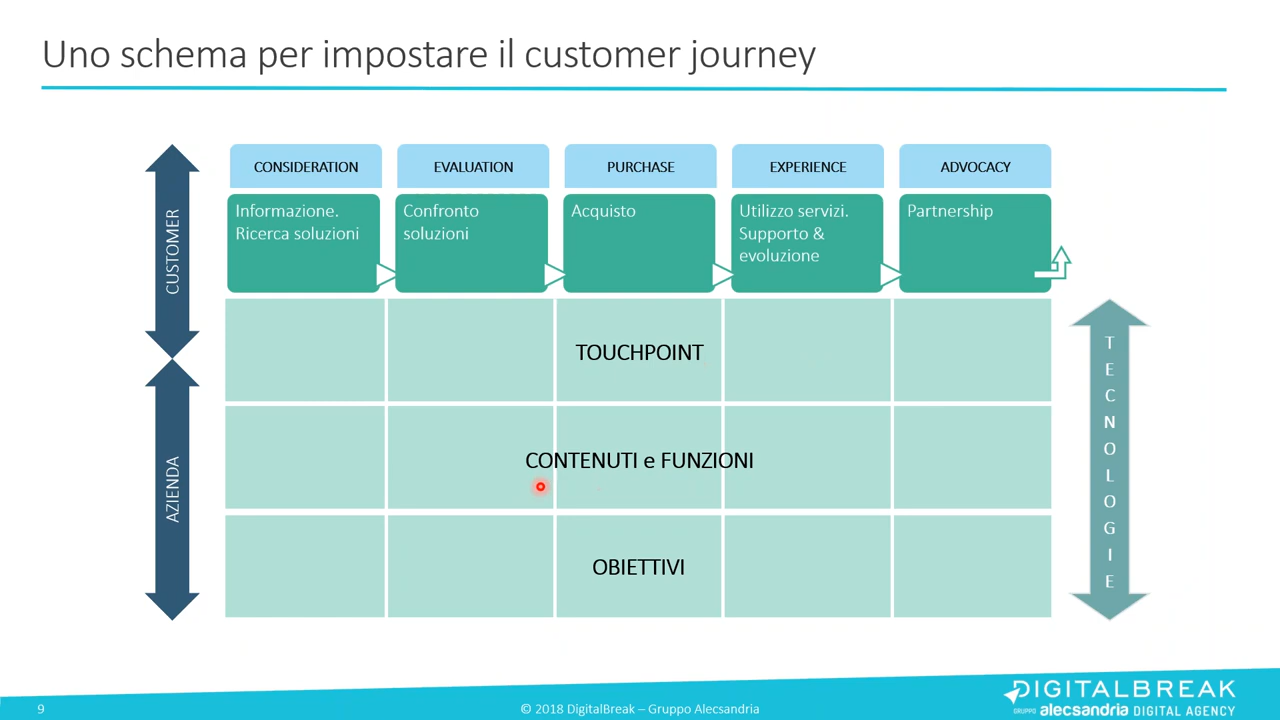 Uno schema per impostare il customer journey
CONSIDERATION
EVALUATION
PURCHASE
EXPERIENCE
ADVOCACY
CUSTOMER
Informazione.
Ricerca soluzioni
Confronto
soluzioni
Acquisto
Utilizzo servizi.
Supporto &
evoluzione
Partnership
TOUCHPOINT
AZIENDA
CONTENUTI e FUNZIONI
OBIETTIVI
TECNOLOGIE
9
© 2018 DigitalBreak – Gruppo Alecsandria
DIGITALBREAK
GRUPPO alecsandria DIGITAL AGENCY